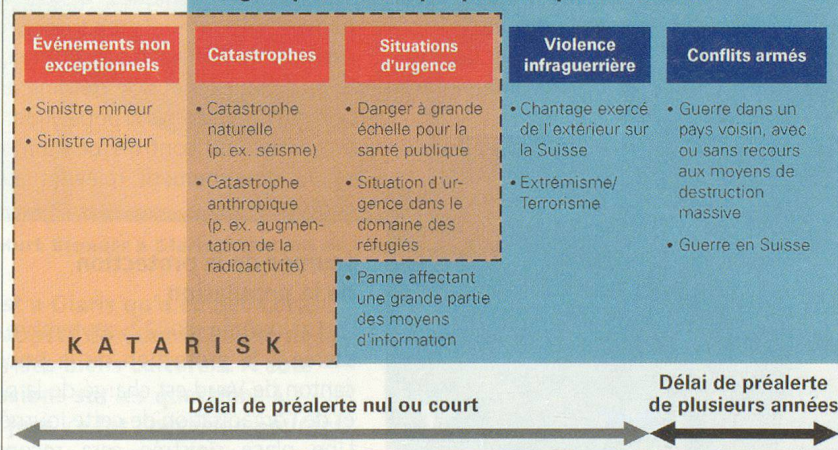 Événements non
exceptionnels
• Sinistre mineur
• Sinistre majeur
Catastrophes
• Catastrophe
naturelle
(p. ex. séisme)
• Catastrophe
anthropique
(p. ex. augmen-
tation de la
radioactivité)
Situations
d'urgence
• Danger à grande
échelle pour la
santé publique
• Situation d'ur-
gence dans le
domaine des
réfugiés
• Panne affectant
une grande partie
des moyens
d'information
Violence
infraguerrière
• Chantage exercé
de l'extérieur sur
la Suisse
• Extrémisme/
Terrorisme
Conflits armés
• Guerre dans un
pays voisin, avec
ou sans recours
aux moyens de
destruction
massive
• Guerre en Suisse
KATARISK
Délai de préalerte nul ou court
Délai de préalerte
de plusieurs années